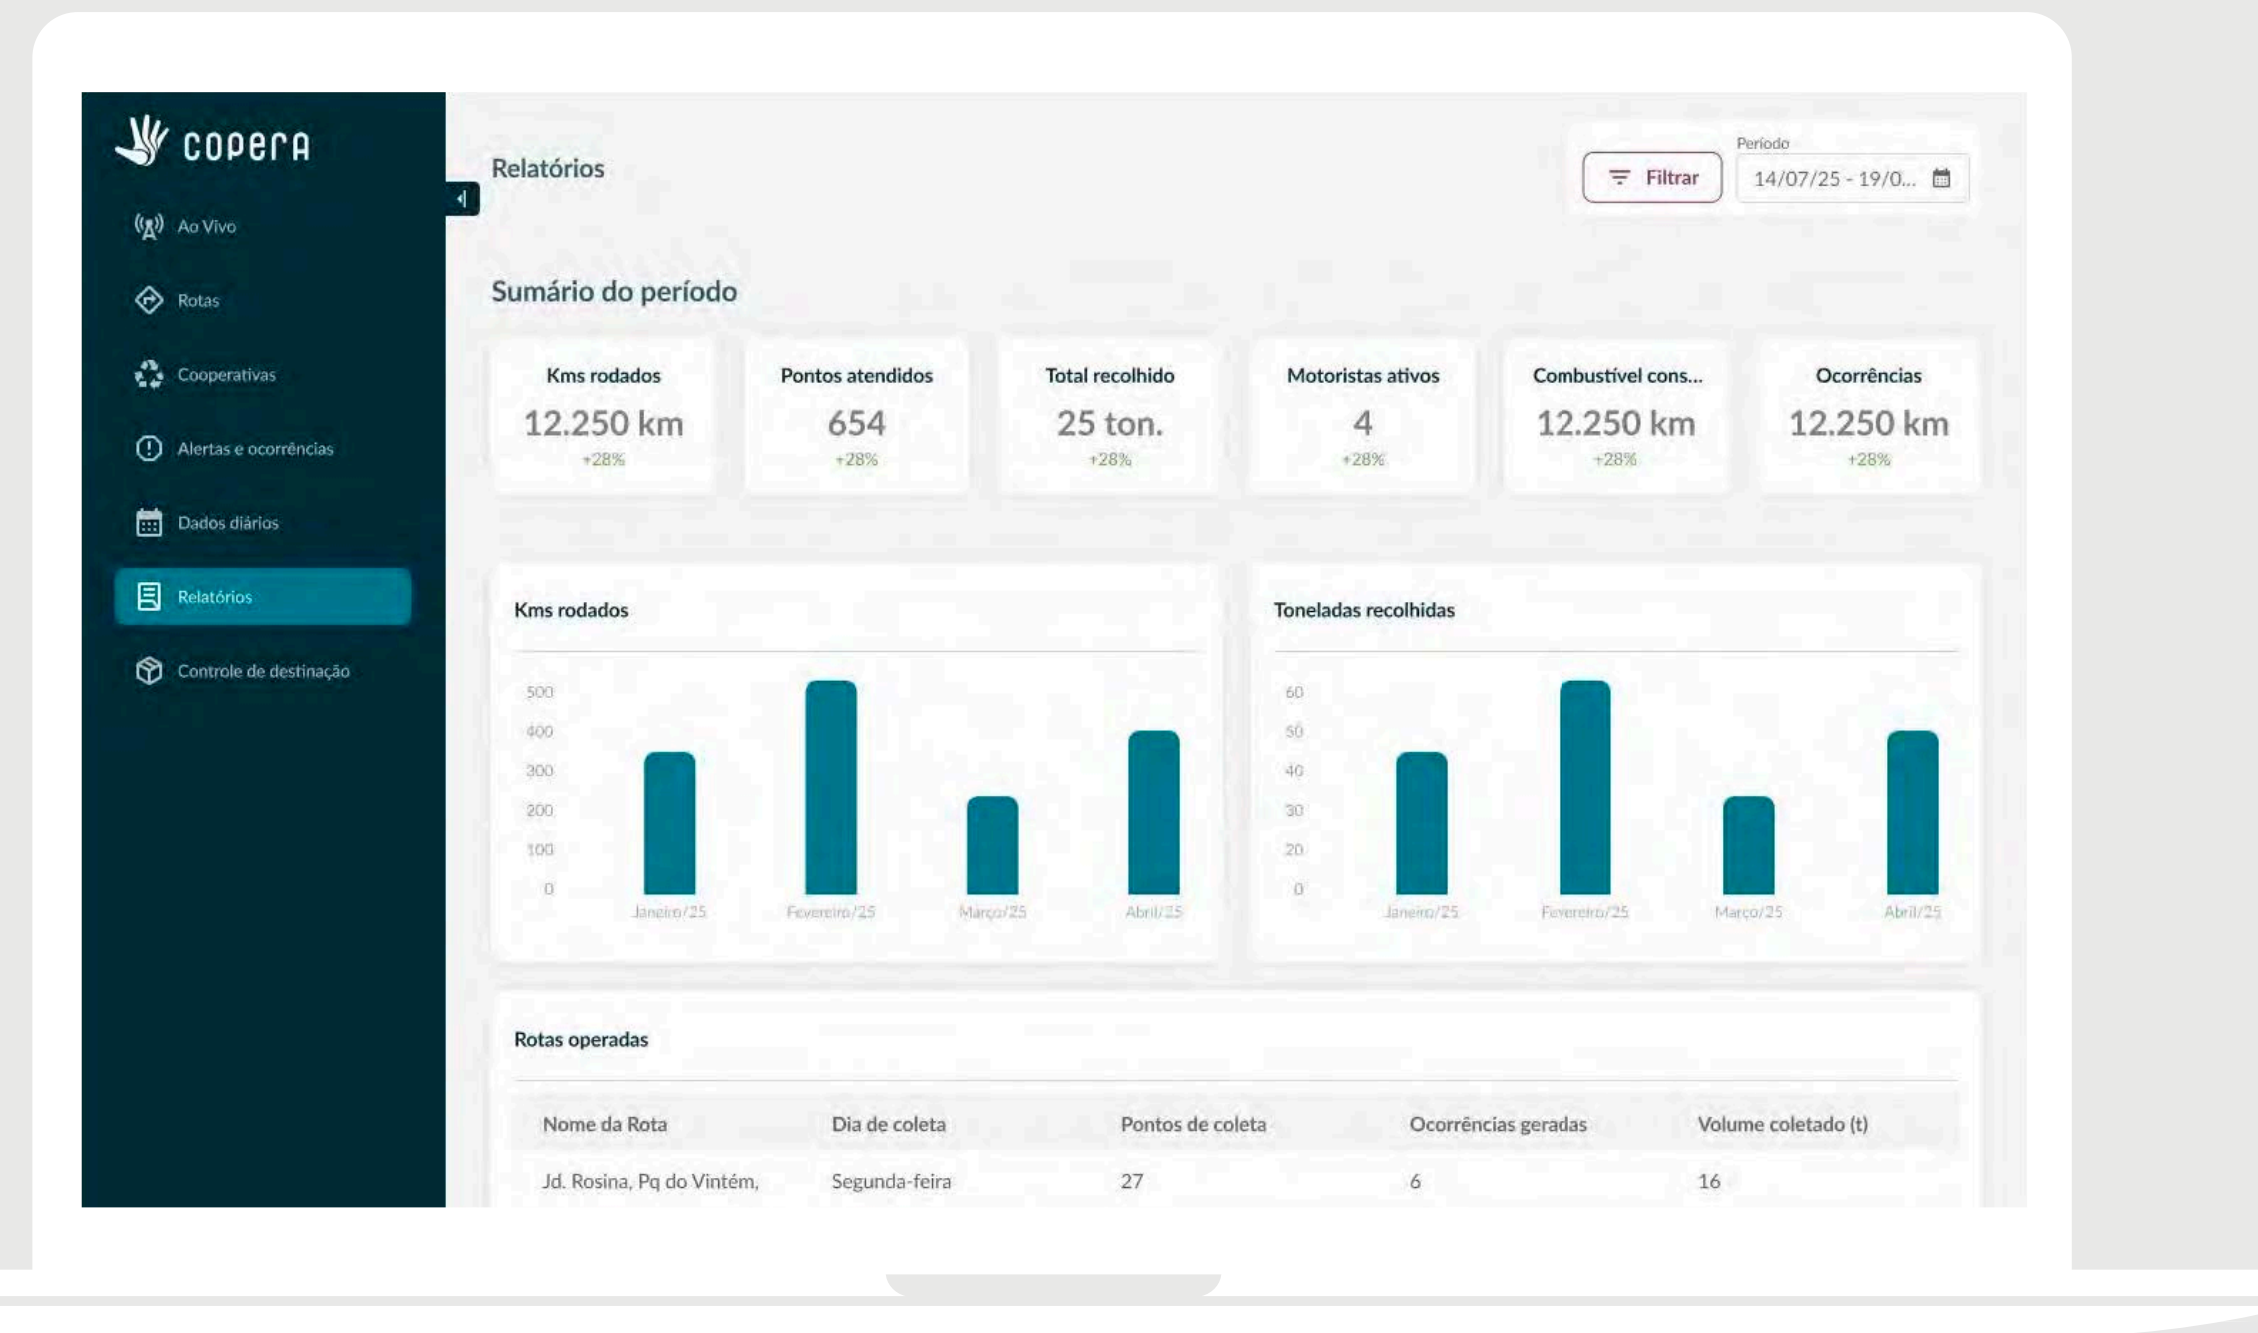 copera
Ao Vivo
Rotas
Cooperativas
Alertas e ocorrências
Dados diários
Relatórios
Controle de destinação
Relatórios
Filtrar
Período
14/07/25 - 19/0...
Sumário do período
Kms rodados
12.250 km
+28%
Pontos atendidos
654
+28%
Total recolhido
25 ton.
+28%
Motoristas ativos
4
+28%
Combustível cons...
12.250 km
+28%
Ocorrências
12.250 km
+28%
Kms rodados
500
400
300
200
100
0
Janeiro/25 Fevereiro/25 Março/25 Abril/25
Toneladas recolhidas
60
50
40
30
20
0
Janeiro/25 Fevereiro/25 Março/25 Abril/25
Rotas operadas
Nome da Rota Dia de coleta Pontos de coleta Ocorrências geradas Volume coletado (t)
Jd. Rosina, Pq do Vintém, Segunda-feira 27 6 16